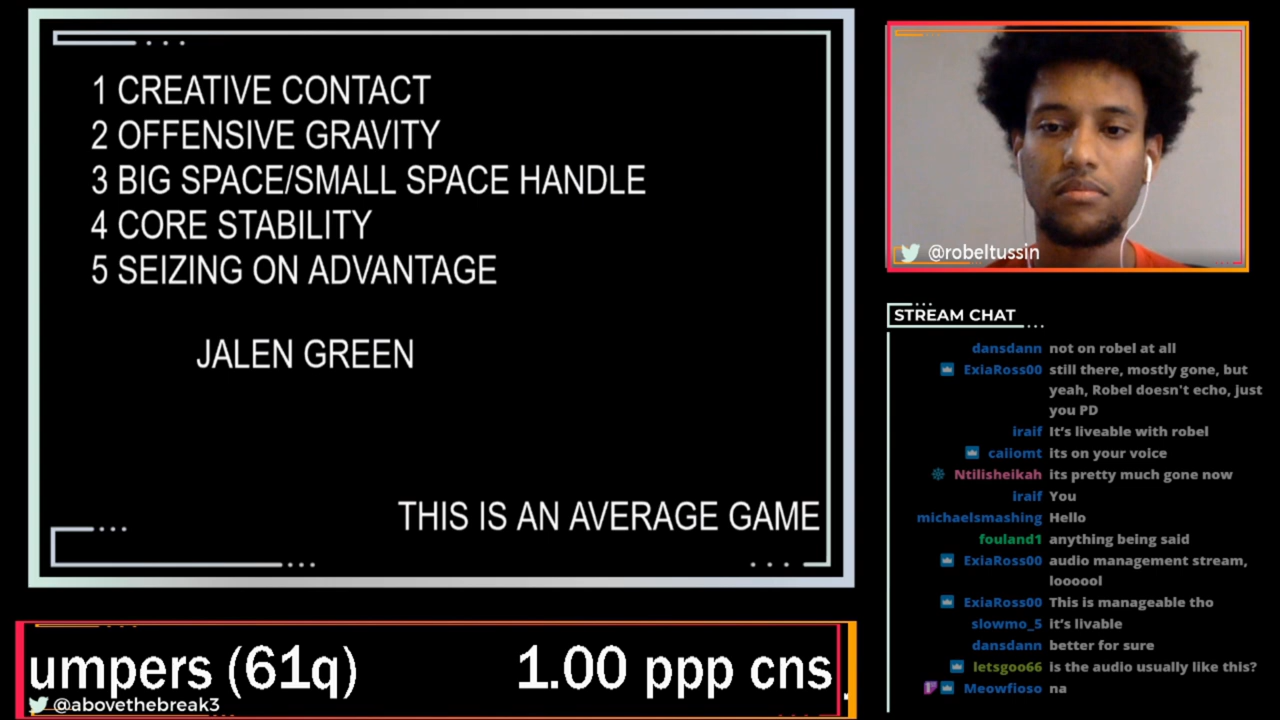 1 CREATIVE CONTACT
2 OFFENSIVE GRAVITY
3 BIG SPACE/SMALL SPACE HANDLE
4 CORE STABILITY
5 SEIZING ON ADVANTAGE
JALEN GREEN
THIS IS AN AVERAGE GAME
umpers (61q) 1.00 ppp cns
@abovethebreak3
@robeltussin
STREAM CHAT
dansdann not on robel at all
ExiaRoss00 still there, mostly gone, but
yeah, Robel doesn't echo, just
you PD
iraif It’s liveable with robel
caiiomt its on your voice
Ntilisheikah its pretty much gone now
iraif You
michaelsmashing Hello
fouland1 anything being said
ExiaRoss00 audio management stream,
loooool
ExiaRoss00 This is manageable tho
slowmo_5 it’s livable
dansdann better for sure
letsgoo66 is the audio usually like this?
Meowfioso na